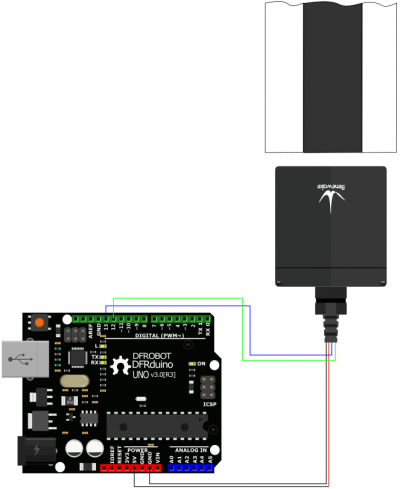 Benewake
AREF
GND
13
12
~11
~10
~9
8
7
~6
~5
4
~3
2
TX 1
RX 0
DIGITAL (PWM~)
L
TX
RX
DFROBOT
DFRduino
UNO v3.0[R3]
ON
ICSP
POWER
ANALOG IN
IOREF
RESET
3V3
5V
GND
GND
VIN
A0
A1
A2
A3
A4
A5